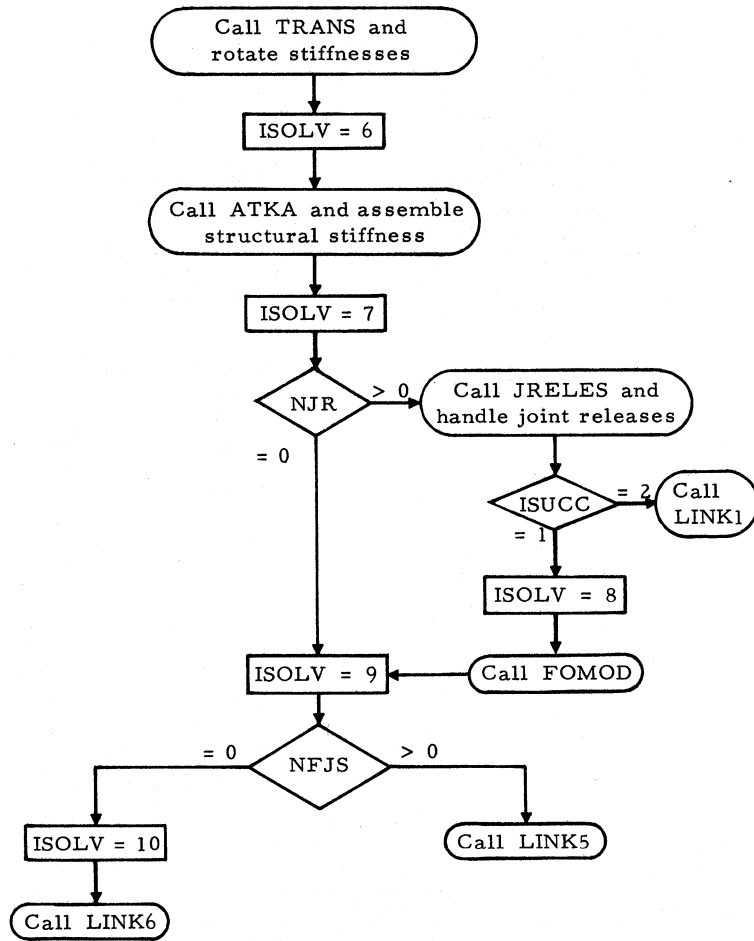 Call TRANS and
rotate stiffnesses
ISOLV = 6
Call ATKA and assemble
structural stiffness
ISOLV = 7
NJR
> 0
Call JRELES and
handle joint releases
= 0
ISUCC
= 2
Call
LINK1
= 1
ISOLV = 8
ISOLV = 9
Call FOMOD
= 0
NFJS
> 0
ISOLV = 10
Call LINK5
Call LINK6